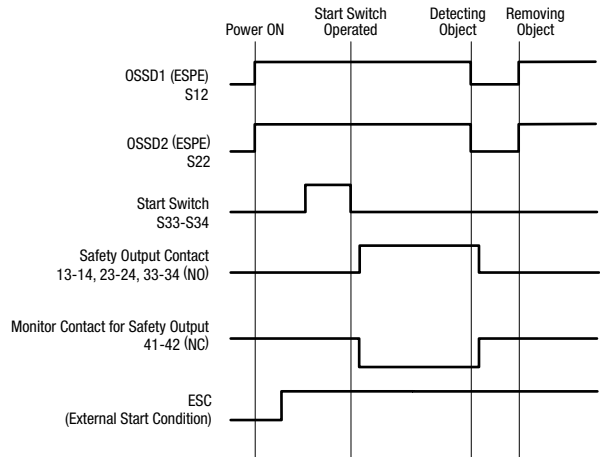 Power ON
Start Switch
Operated
Detecting
Object
Removing
Object
OSSD1 (ESPE)
S12
OSSD2 (ESPE)
S22
Start Switch
S33-S34
Safety Output Contact
13-14, 23-24, 33-34 (NO)
Monitor Contact for Safety Output
41-42 (NC)
ESC
(External Start Condition)